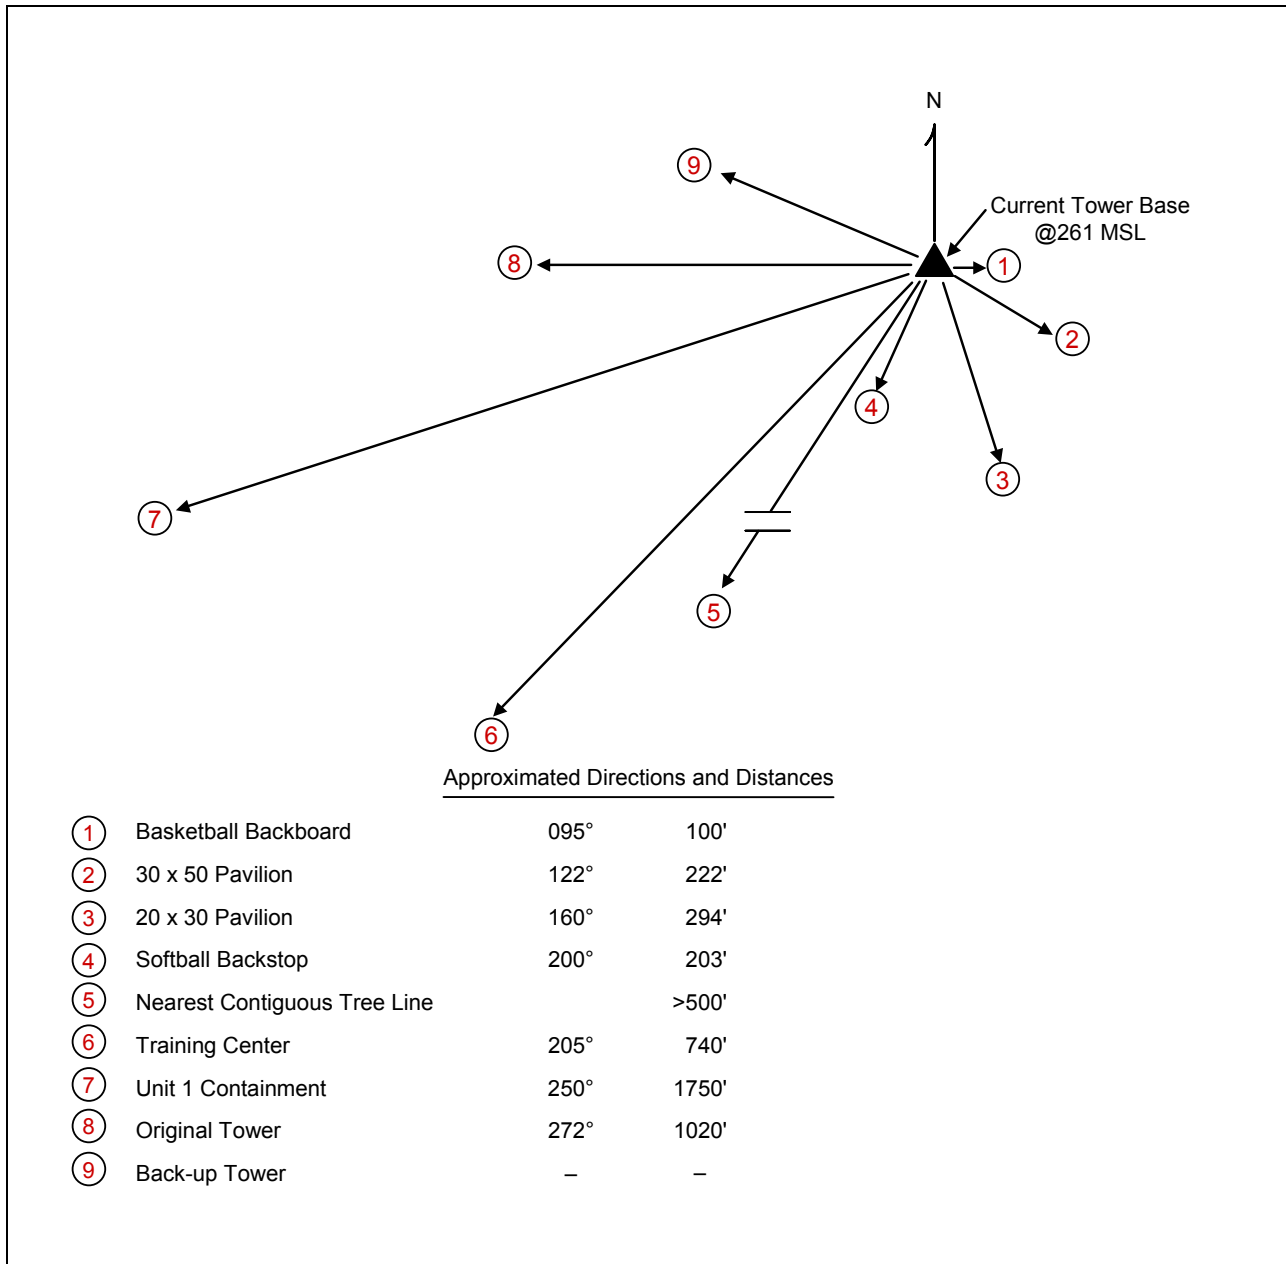 N
9
Current Tower Base
@261 MSL
8
1
2
4
3
7
5
6
Approximated Directions and Distances
1 Basketball Backboard 095° 100'
2 30 x 50 Pavilion 122° 222'
3 20 x 30 Pavilion 160° 294'
4 Softball Backstop 200° 203'
5 Nearest Contiguous Tree Line >500'
6 Training Center 205° 740'
7 Unit 1 Containment 250° 1750'
8 Original Tower 272° 1020'
9 Back-up Tower – –